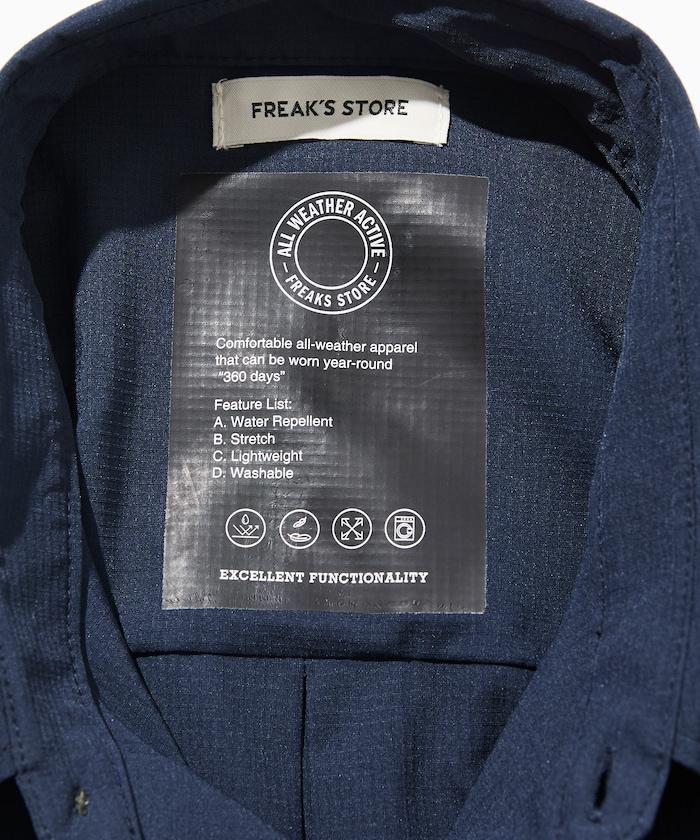 FREAK'S STORE
ALL WEATHER ACTIVE
FREAKS STORE
Comfortable all-weather apparel
that can be worn year-round
"360 days"
Feature List:
A. Water Repellent
B. Stretch
C. Lightweight
D. Washable
EXCELLENT FUNCTIONALITY